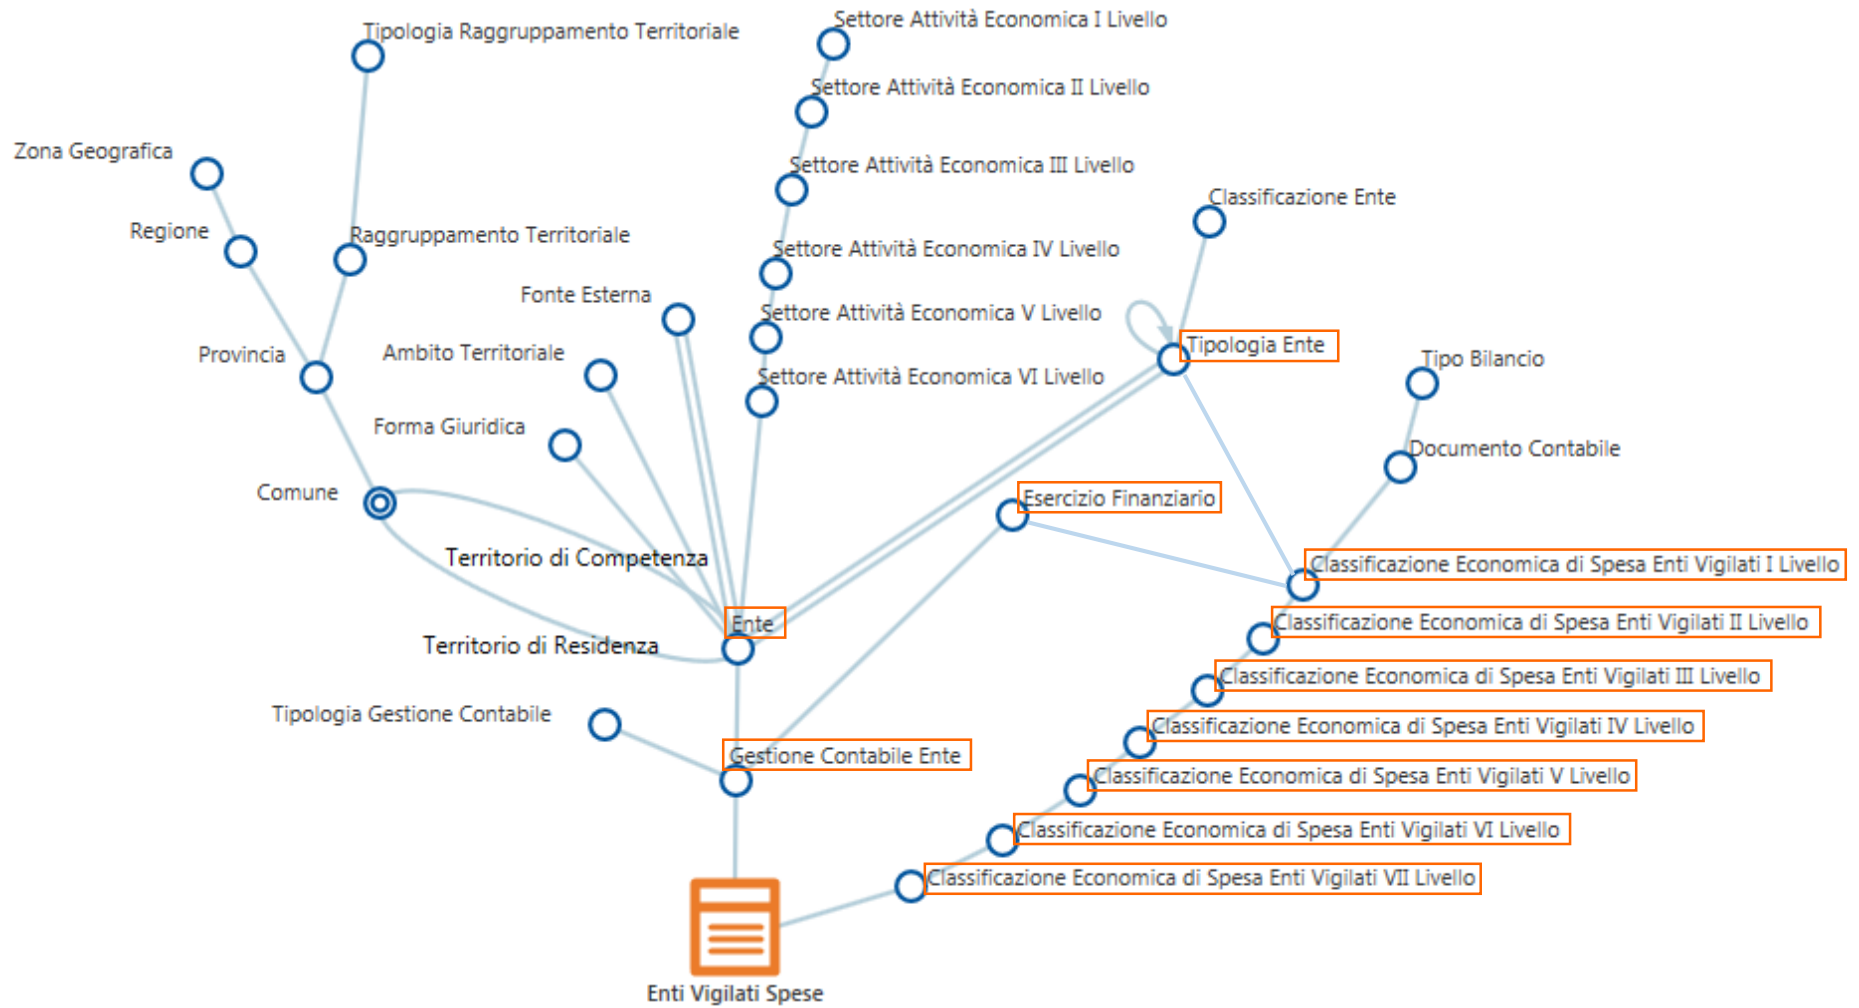 Settore Attività Economica I Livello
Tipologia Raggruppamento Territoriale
Settore Attività Economica II Livello
Zona Geografica
Settore Attività Economica III Livello
Classificazione Ente
Regione
Raggruppamento Territoriale
Settore Attività Economica IV Livello
Fonte Esterna
Settore Attività Economica V Livello
Tipologia Ente
Provincia
Ambito Territoriale
Tipo Bilancio
Settore Attività Economica VI Livello
Forma Giuridica
Documento Contabile
Comune
Esercizio Finanziario
Territorio di Competenza
Classificazione Economica di Spesa Enti Vigilati I Livello
Ente
Classificazione Economica di Spesa Enti Vigilati II Livello
Territorio di Residenza
Classificazione Economica di Spesa Enti Vigilati III Livello
Tipologia Gestione Contabile
Classificazione Economica di Spesa Enti Vigilati IV Livello
Gestione Contabile Ente
Classificazione Economica di Spesa Enti Vigilati V Livello
Classificazione Economica di Spesa Enti Vigilati VI Livello
Classificazione Economica di Spesa Enti Vigilati VII Livello
Enti Vigilati Spese